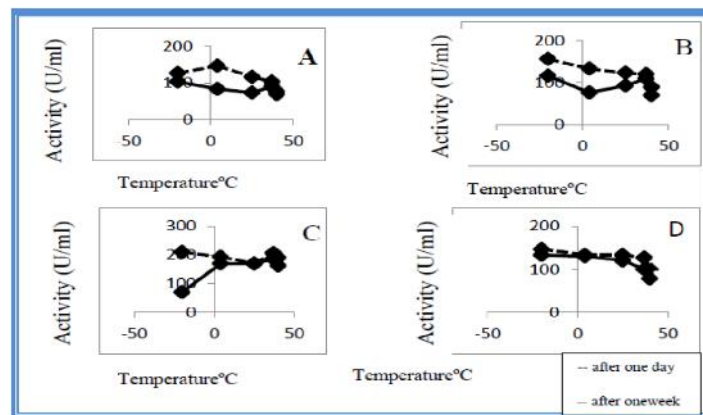 A
Activity (U/ml)
200
100
0
-50 0 50
Temperature°C
B
Activity (U/ml)
200
100
0
-50 0 50
Temperature°C
C
Activity (U/ml)
300
200
100
0
-50 0 50
Temperature°C
D
Activity (U/ml)
200
100
0
-50 0 50
Temperature°C
-- after one day
after oneweek